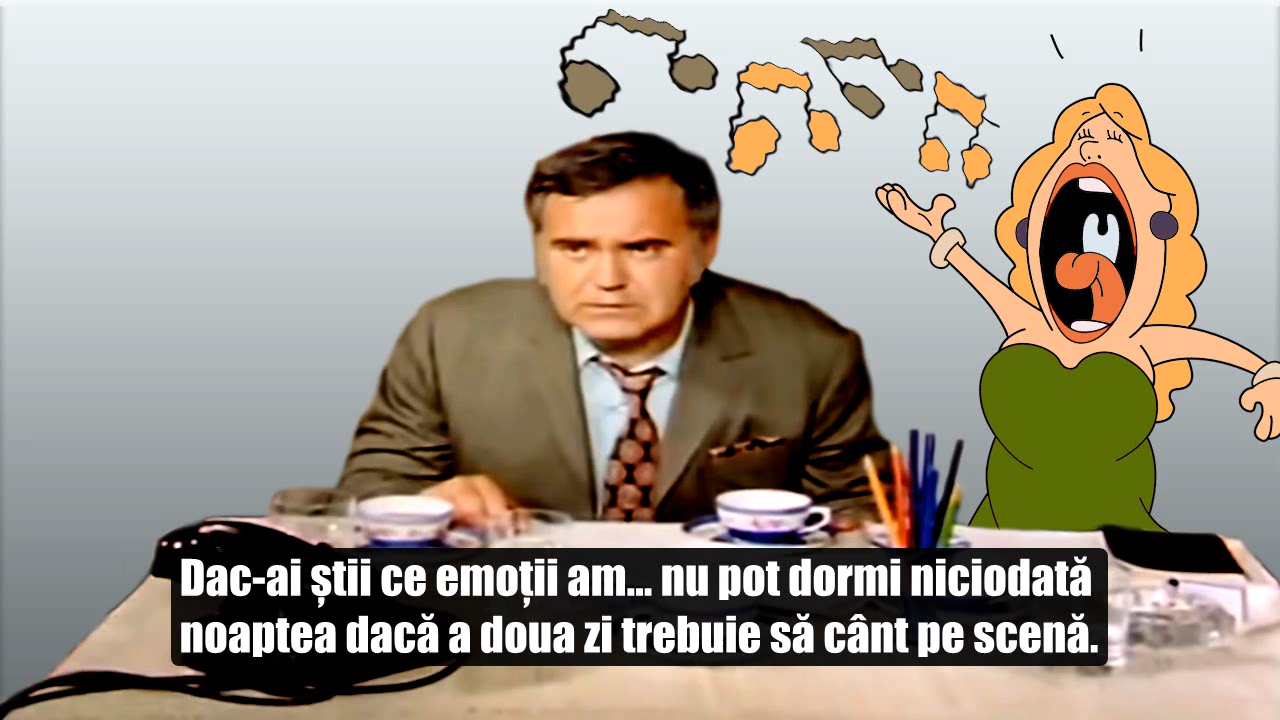 Dac-ai știi ce emoții am... nu pot dormi niciodată
noaptea dacă a doua zi trebuie să cânt pe scenă.